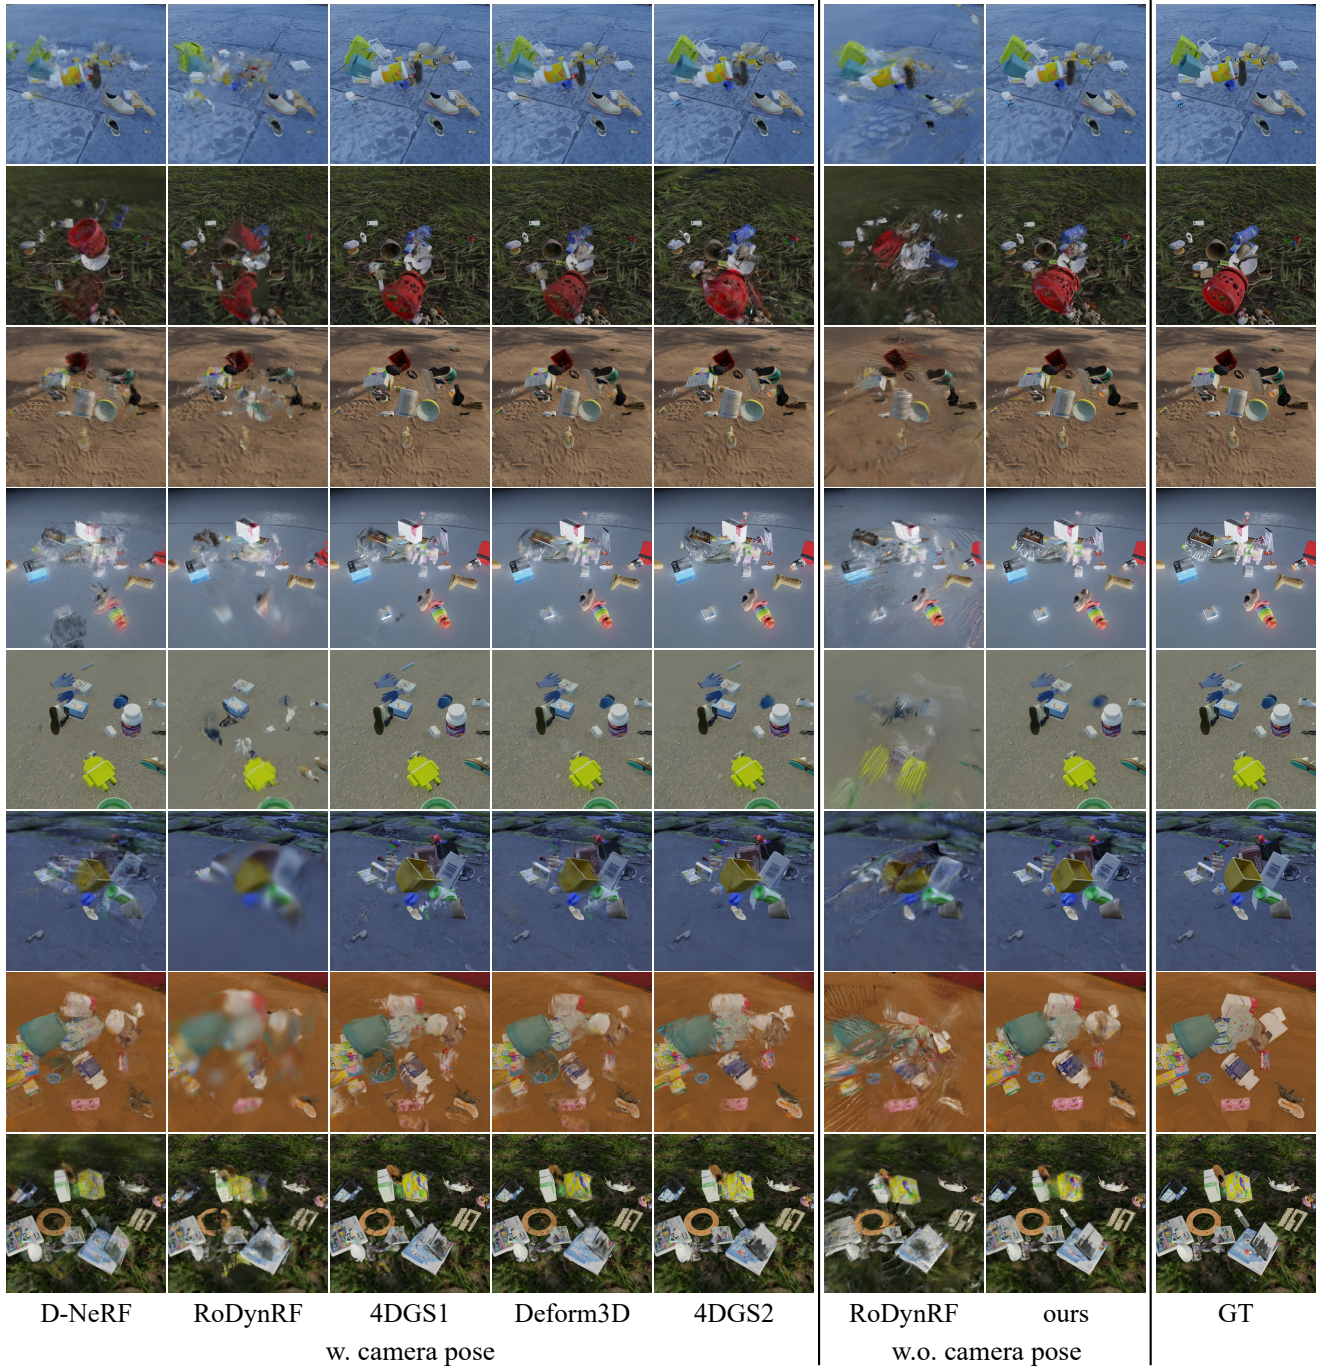 D-NeRF RoDynRF 4DGS1 Deform3D 4DGS2 RoDynRF ours GT
w. camera pose w.o. camera pose